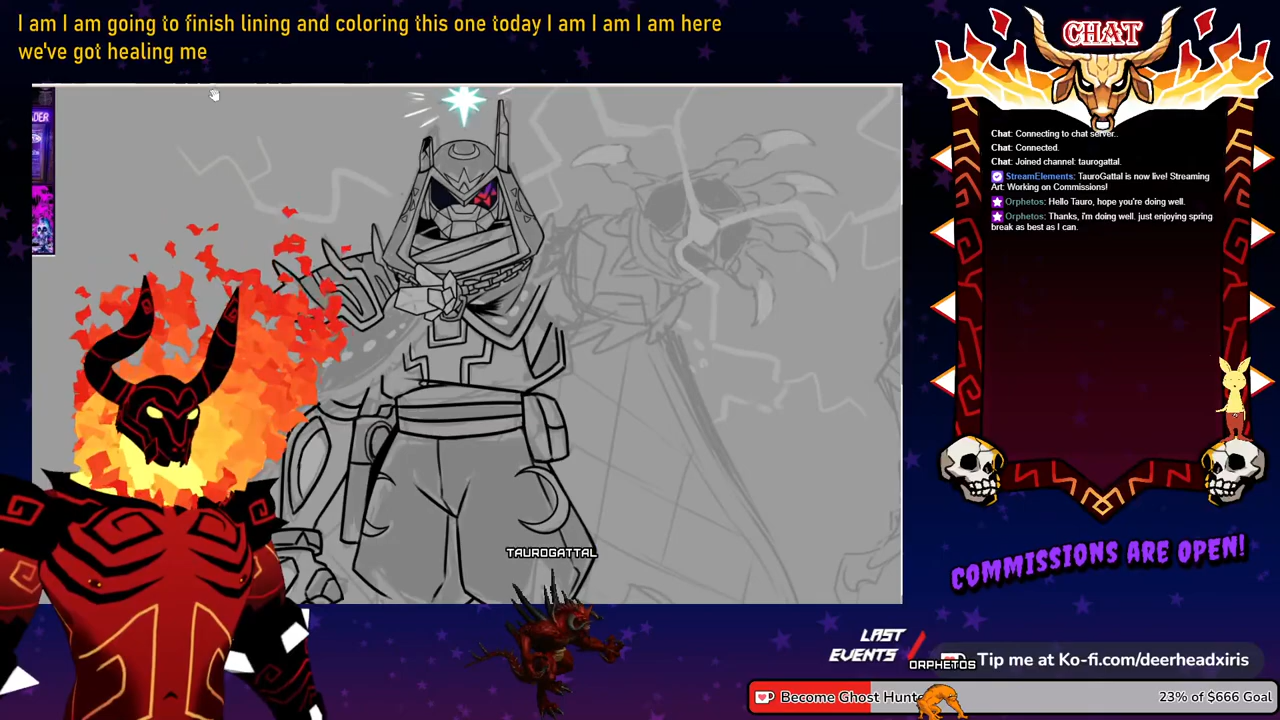 I am I am going to finish lining and coloring this one today I am I am I am here
we've got healing me
CHAT
Chat: Connecting to chat server..
Chat: Connected.
Chat: Joined channel: taurogattal.
StreamElements: TauroGattal is now live! Streaming
Art: Working on Commissions!
Orphetos: Hello Tauro, hope you're doing well.
Orphetos: Thanks, i'm doing well. just enjoying spring
break as best as I can.
TAUROGATTAL
COMMISSIONS ARE OPEN!
LAST
EVENTS
ORPHETOS
Tip me at Ko-fi.com/deerheadxiris
Become Ghost Hunte
23% of $666 Goal